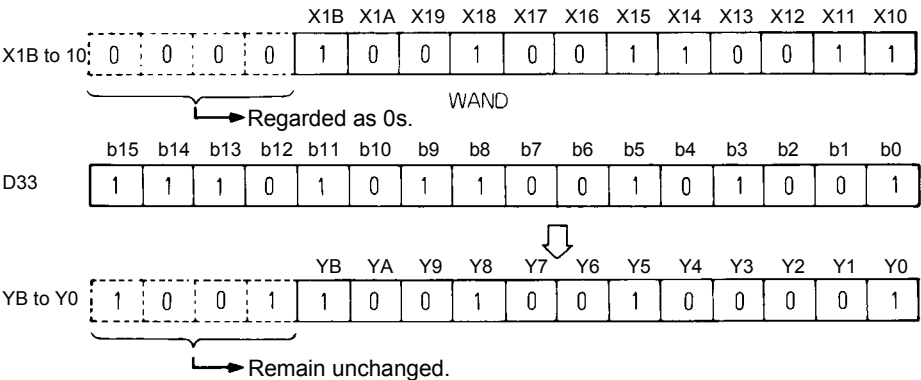 X1B X1A X19 X18 X17 X16 X15 X14 X13 X12 X11 X10
X1B to 10 0 0 0 0 1 0 0 1 0 0 1 1 0 0 1 1
WAND
Regarded as 0s.
b15 b14 b13 b12 b11 b10 b9 b8 b7 b6 b5 b4 b3 b2 b1 b0
D33 1 1 1 0 1 0 1 1 0 0 1 0 1 0 0 1
YB YA Y9 Y8 Y7 Y6 Y5 Y4 Y3 Y2 Y1 Y0
YB to Y0 1 0 0 1 1 0 0 1 0 0 1 0 0 0 0 1
Remain unchanged.